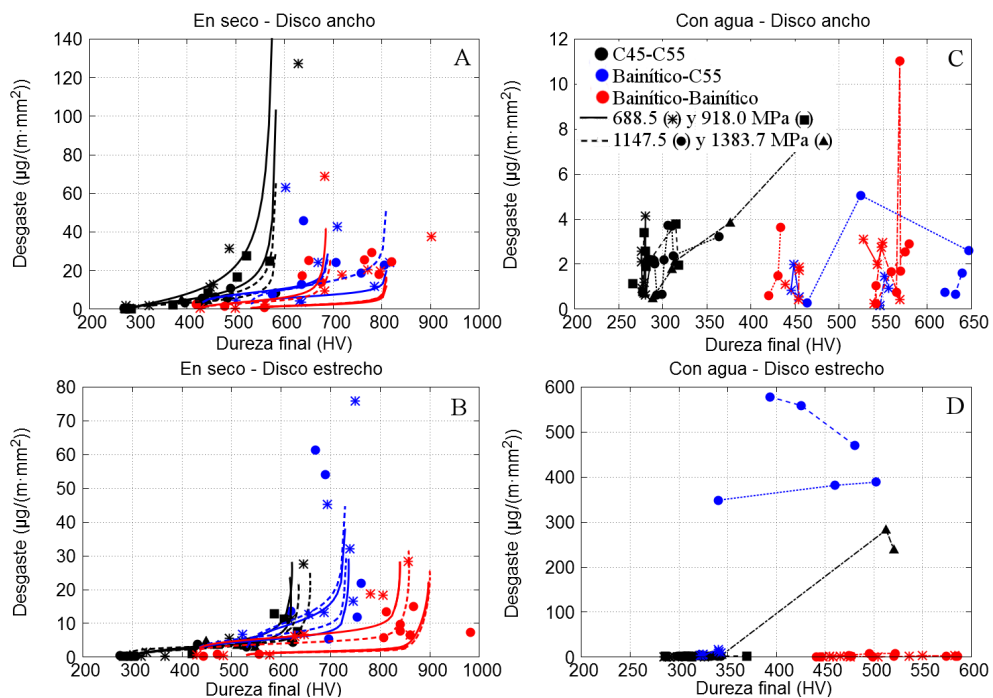 En seco - Disco ancho
Con agua - Disco ancho
140
120
100
80
60
40
20
0
A
Desgaste (µg/(m·mm²))
200 300 400 500 600 700 800 900 1000
Dureza final (HV)
12
10
8
6
4
2
0
C
C45-C55
Bainítico-C55
Bainítico-Bainítico
688.5 (✳) y 918.0 MPa (■)
1147.5 (●) y 1383.7 MPa (▲)
Desgaste (µg/(m·mm²))
200 250 300 350 400 450 500 550 600 650
Dureza final (HV)
En seco - Disco estrecho
Con agua - Disco estrecho
80
70
60
50
40
30
20
10
0
B
Desgaste (µg/(m·mm²))
200 300 400 500 600 700 800 900 1000
Dureza final (HV)
600
500
400
300
200
100
0
D
Desgaste (µg/(m·mm²))
200 250 300 350 400 450 500 550 600
Dureza final (HV)